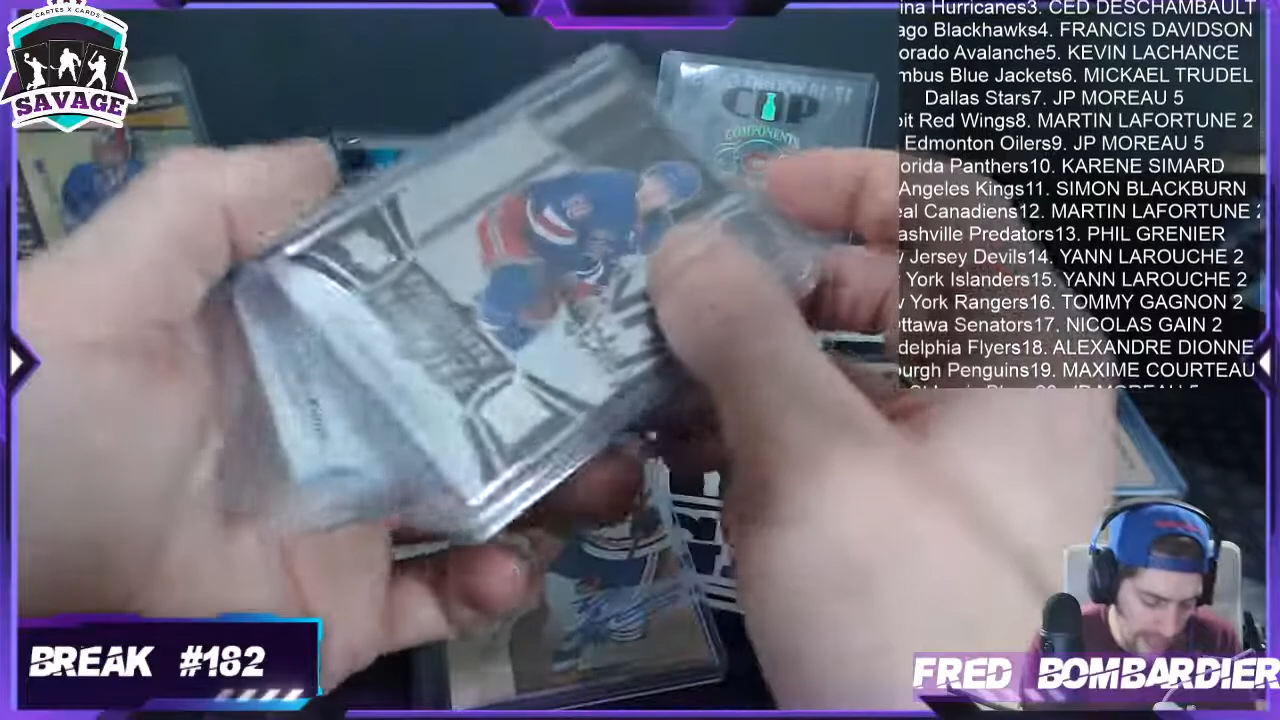 CARTES X CARDS
SAVAGE
CUP
COMPONENTS
ina Hurricanes3. CED DESCHAMBAULT
ago Blackhawks4. FRANCIS DAVIDSON
orado Avalanche5. KEVIN LACHANCE
mbus Blue Jackets6. MICKAEL TRUDEL
Dallas Stars7. JP MOREAU 5
oit Red Wings8. MARTIN LAFORTUNE 2
Edmonton Oilers9. JP MOREAU 5
orida Panthers10. KARENE SIMARD
Angeles Kings11. SIMON BLACKBURN
eal Canadiens12. MARTIN LAFORTUNE 2
ashville Predators13. PHIL GRENIER
Jersey Devils14. YANN LAROUCHE 2
York Islanders15. YANN LAROUCHE 2
York Rangers16. TOMMY GAGNON 2
ttawa Senators17. NICOLAS GAIN 2
delphia Flyers18. ALEXANDRE DIONNE
burgh Penguins19. MAXIME COURTEAU
BREAK #182
FRED BOMBARDIER